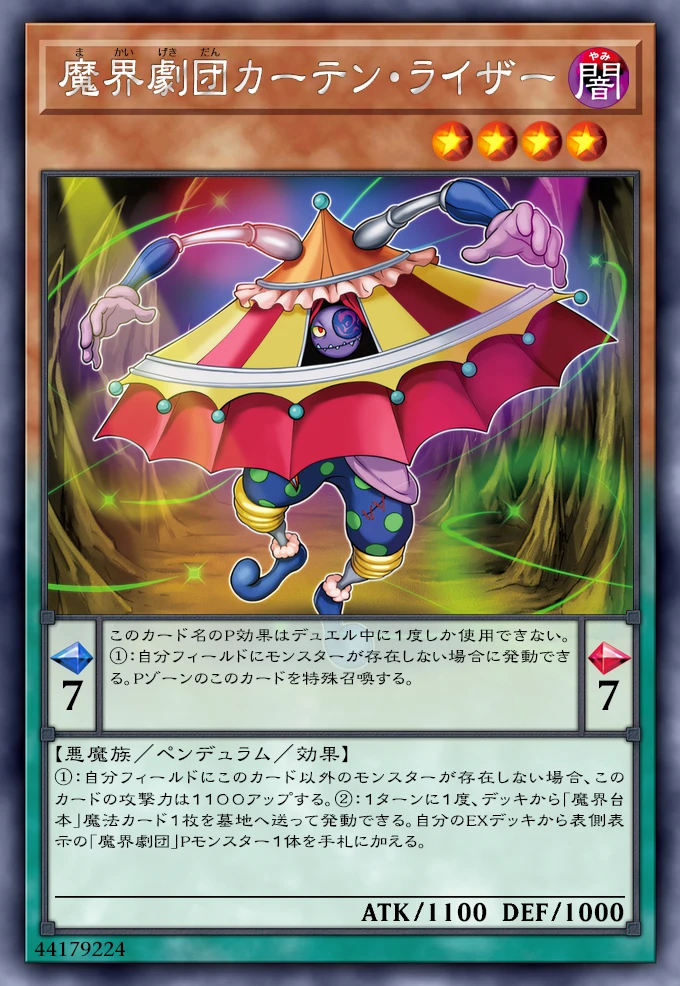 ま かい げき だん
魔界劇団カーテン・ライザー
やみ
闇
このカード名のP効果はデュエル中に1度しか使用できない。
①:自分フィールドにモンスターが存在しない場合に発動でき
る。Pゾーンのこのカードを特殊召喚する。
7
7
【悪魔族／ペンデュラム／効果】
①:自分フィールドにこのカード以外のモンスターが存在しない場合、この
カードの攻撃力は1100アップする。②:1ターンに1度、デッキから「魔界台
本」魔法カード1枚を墓地へ送って発動できる。自分のEXデッキから表側表
示の「魔界劇団」Pモンスター1体を手札に加える。
ATK/1100 DEF/1000
44179224